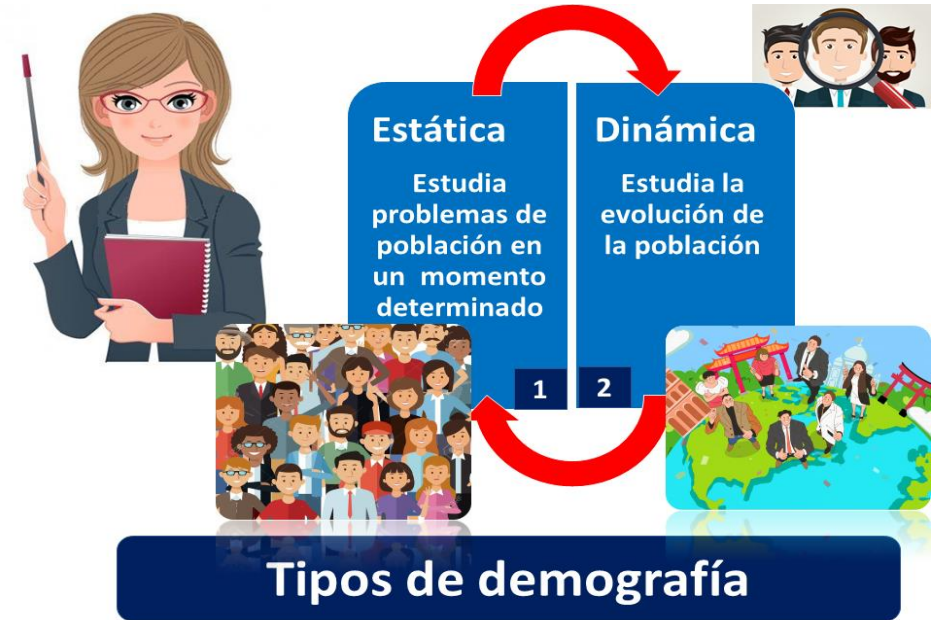 Estática
Estudia
problemas de
población en
un momento
determinado
1
Dinámica
Estudia la
evolución de
la población
2
Tipos de demografía